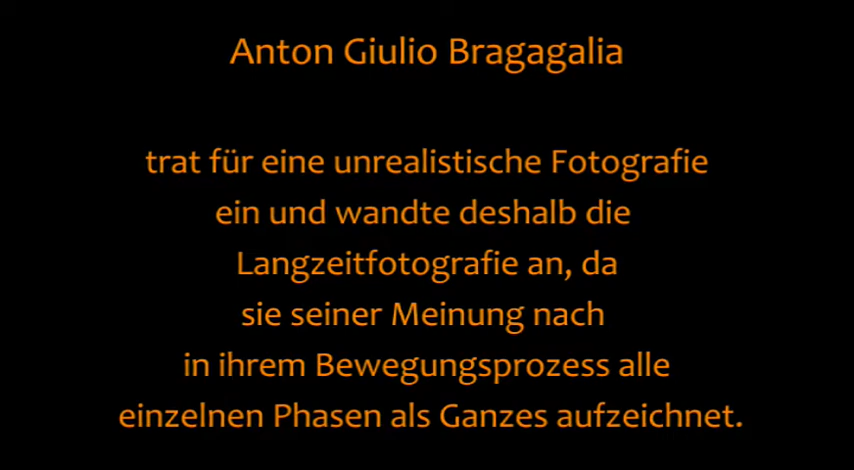 Anton Giulio Bragagalia
trat für eine unrealistische Fotografie
ein und wandte deshalb die
Langzeitfotografie an, da
sie seiner Meinung nach
in ihrem Bewegungsprozess alle
einzelnen Phasen als Ganzes aufzeichnet.